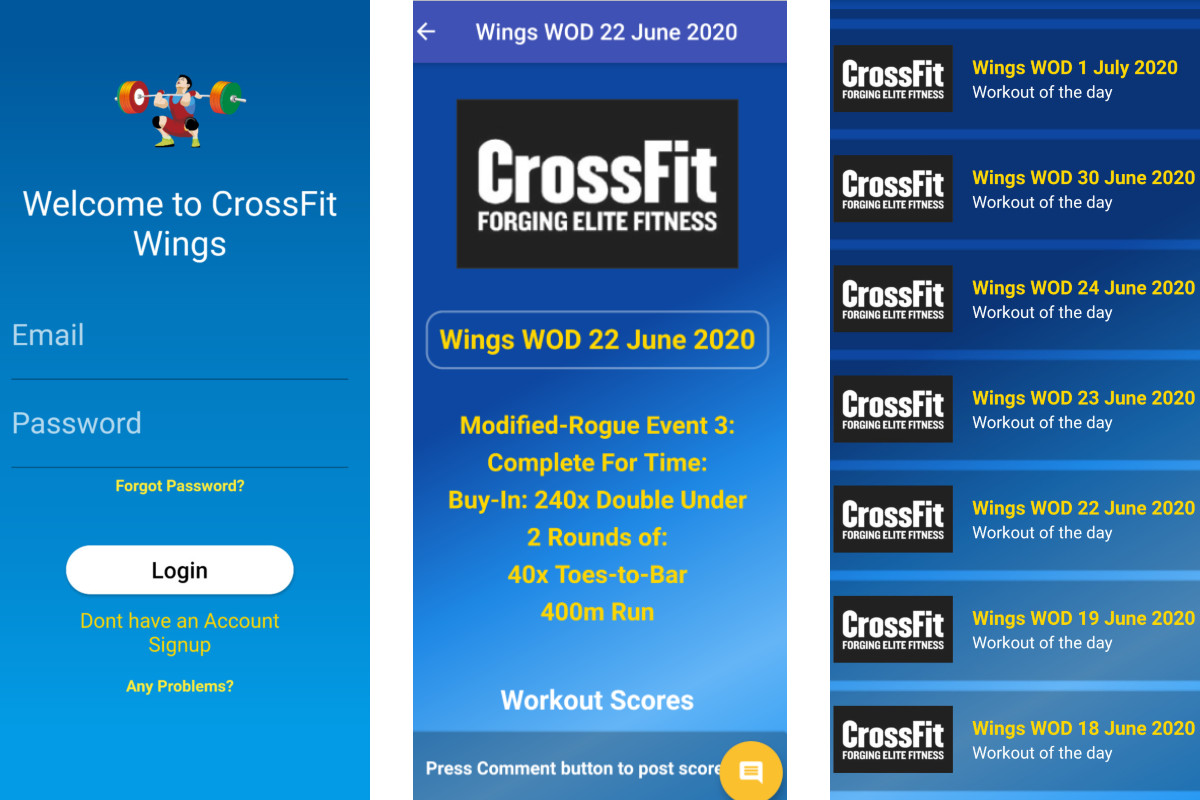 Welcome to CrossFit
Wings
Email
Password
Forgot Password?
Login
Dont have an Account
Signup
Any Problems?
Wings WOD 22 June 2020
CrossFit
FORGING ELITE FITNESS
Wings WOD 22 June 2020
Modified-Rogue Event 3:
Complete For Time:
Buy-In: 240x Double Under
2 Rounds of:
40x Toes-to-Bar
400m Run
Workout Scores
Press Comment button to post score
CrossFit
FORGING ELITE FITNESS
Wings WOD 1 July 2020
Workout of the day
CrossFit
FORGING ELITE FITNESS
Wings WOD 30 June 2020
Workout of the day
CrossFit
FORGING ELITE FITNESS
Wings WOD 24 June 2020
Workout of the day
CrossFit
FORGING ELITE FITNESS
Wings WOD 23 June 2020
Workout of the day
CrossFit
FORGING ELITE FITNESS
Wings WOD 22 June 2020
Workout of the day
CrossFit
FORGING ELITE FITNESS
Wings WOD 19 June 2020
Workout of the day
CrossFit
FORGING ELITE FITNESS
Wings WOD 18 June 2020
Workout of the day